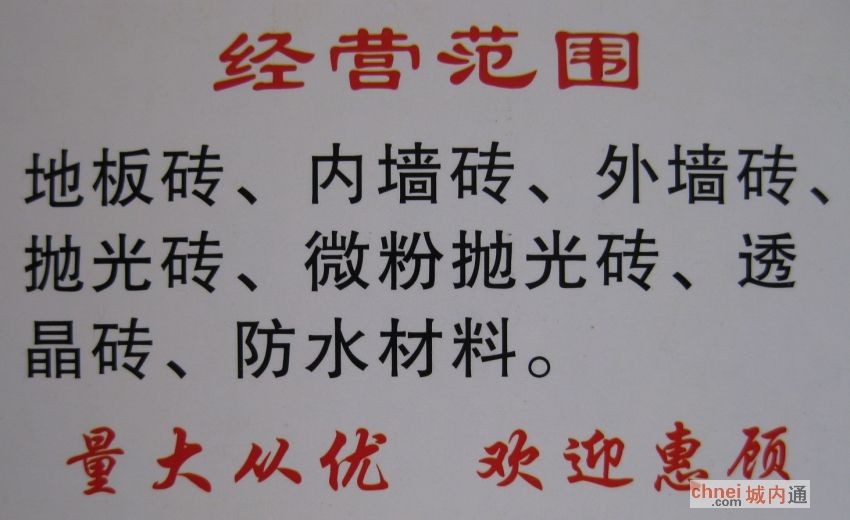 经营范围
地板砖、内墙砖、外墙砖、
抛光砖、微粉抛光砖、透
晶砖、防水材料。
量大从优 欢迎惠顾
chnei.com 城内通